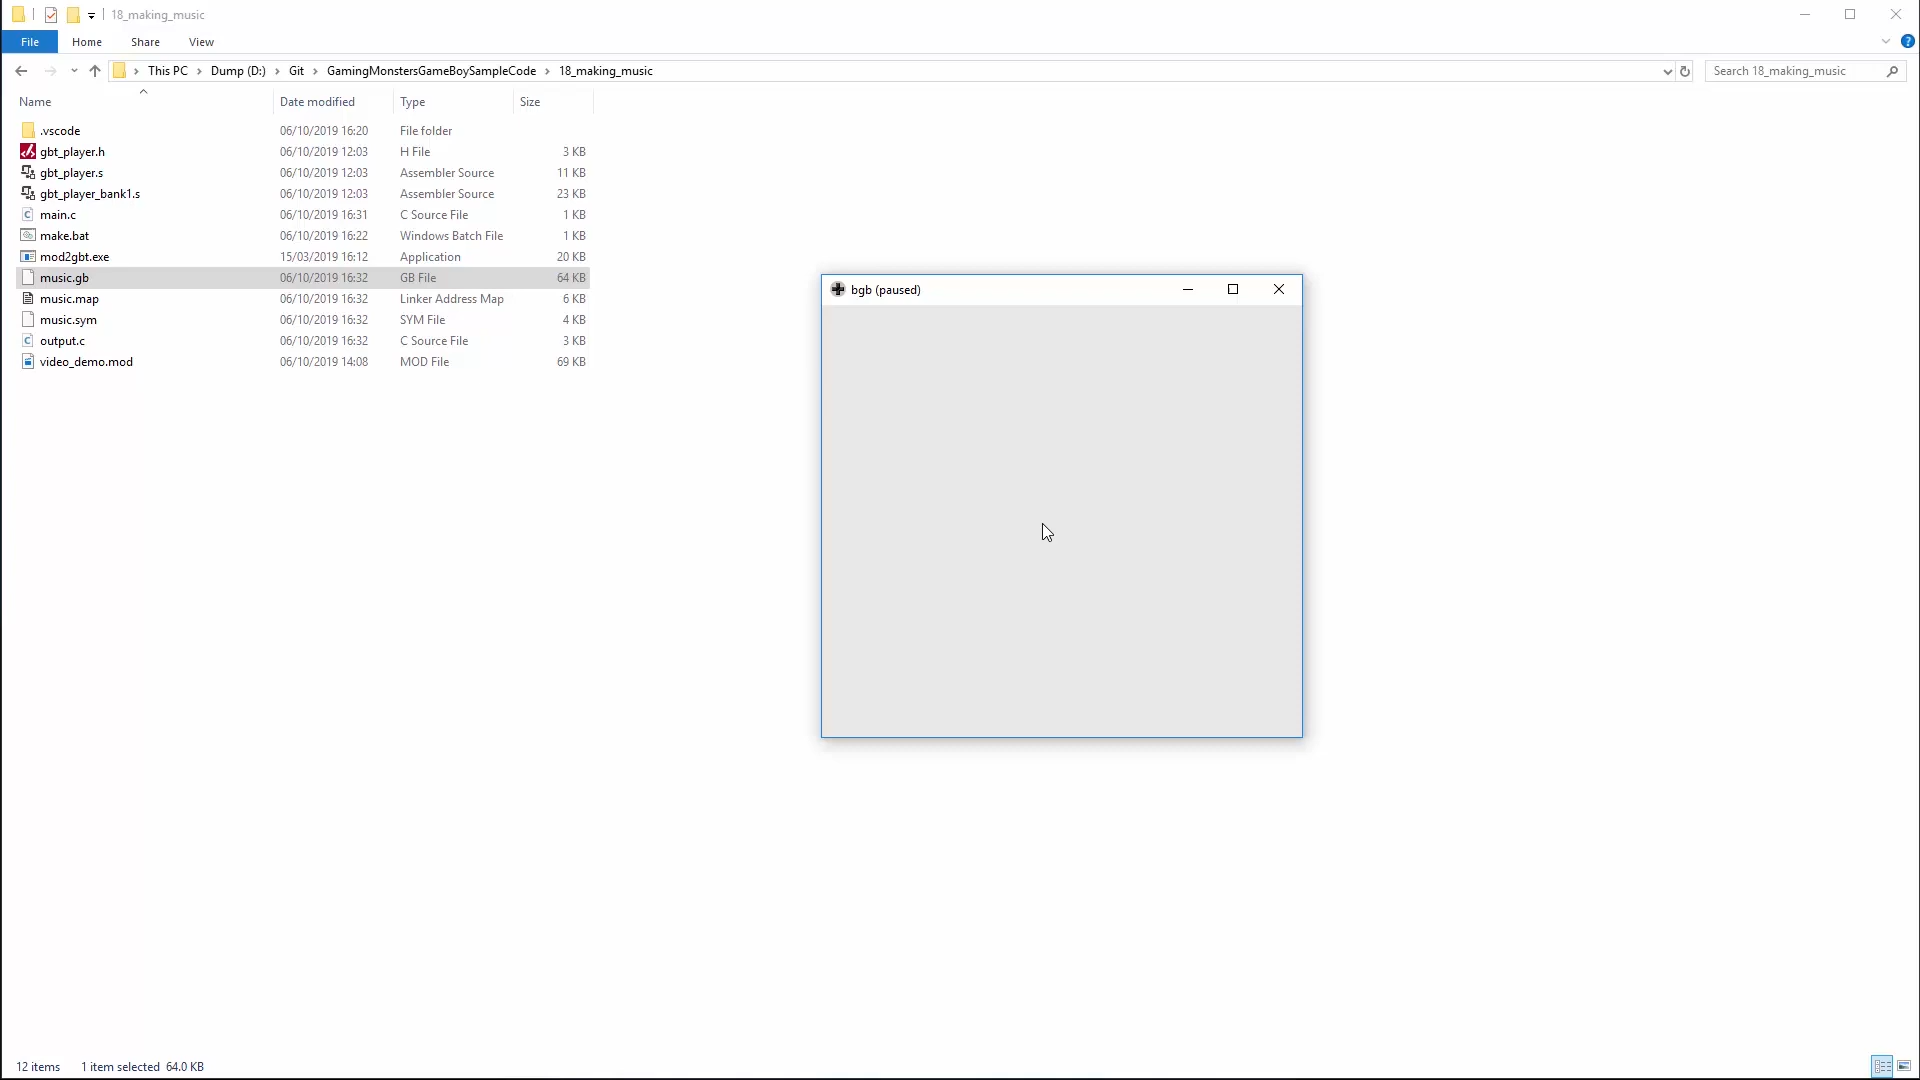 18_making_music
File Home Share View
This PC Dump (D:) Git GamingMonstersGameBoySampleCode 18_making_music Search 18_making_music
Name Date modified Type Size
.vscode 06/10/2019 16:20 File folder
gbt_player.h 06/10/2019 12:03 H File 3 KB
gbt_player.s 06/10/2019 12:03 Assembler Source 11 KB
gbt_player_bank1.s 06/10/2019 12:03 Assembler Source 23 KB
main.c 06/10/2019 16:31 C Source File 1 KB
make.bat 06/10/2019 16:22 Windows Batch File 1 KB
mod2gbt.exe 15/03/2019 16:12 Application 20 KB
music.gb 06/10/2019 16:32 GB File 64 KB
bgb (paused)
music.map 06/10/2019 16:32 Linker Address Map 6 KB
music.sym 06/10/2019 16:32 SYM File 4 KB
output.c 06/10/2019 16:32 C Source File 3 KB
video_demo.mod 06/10/2019 14:08 MOD File 69 KB
12 items 1 item selected 64.0 KB